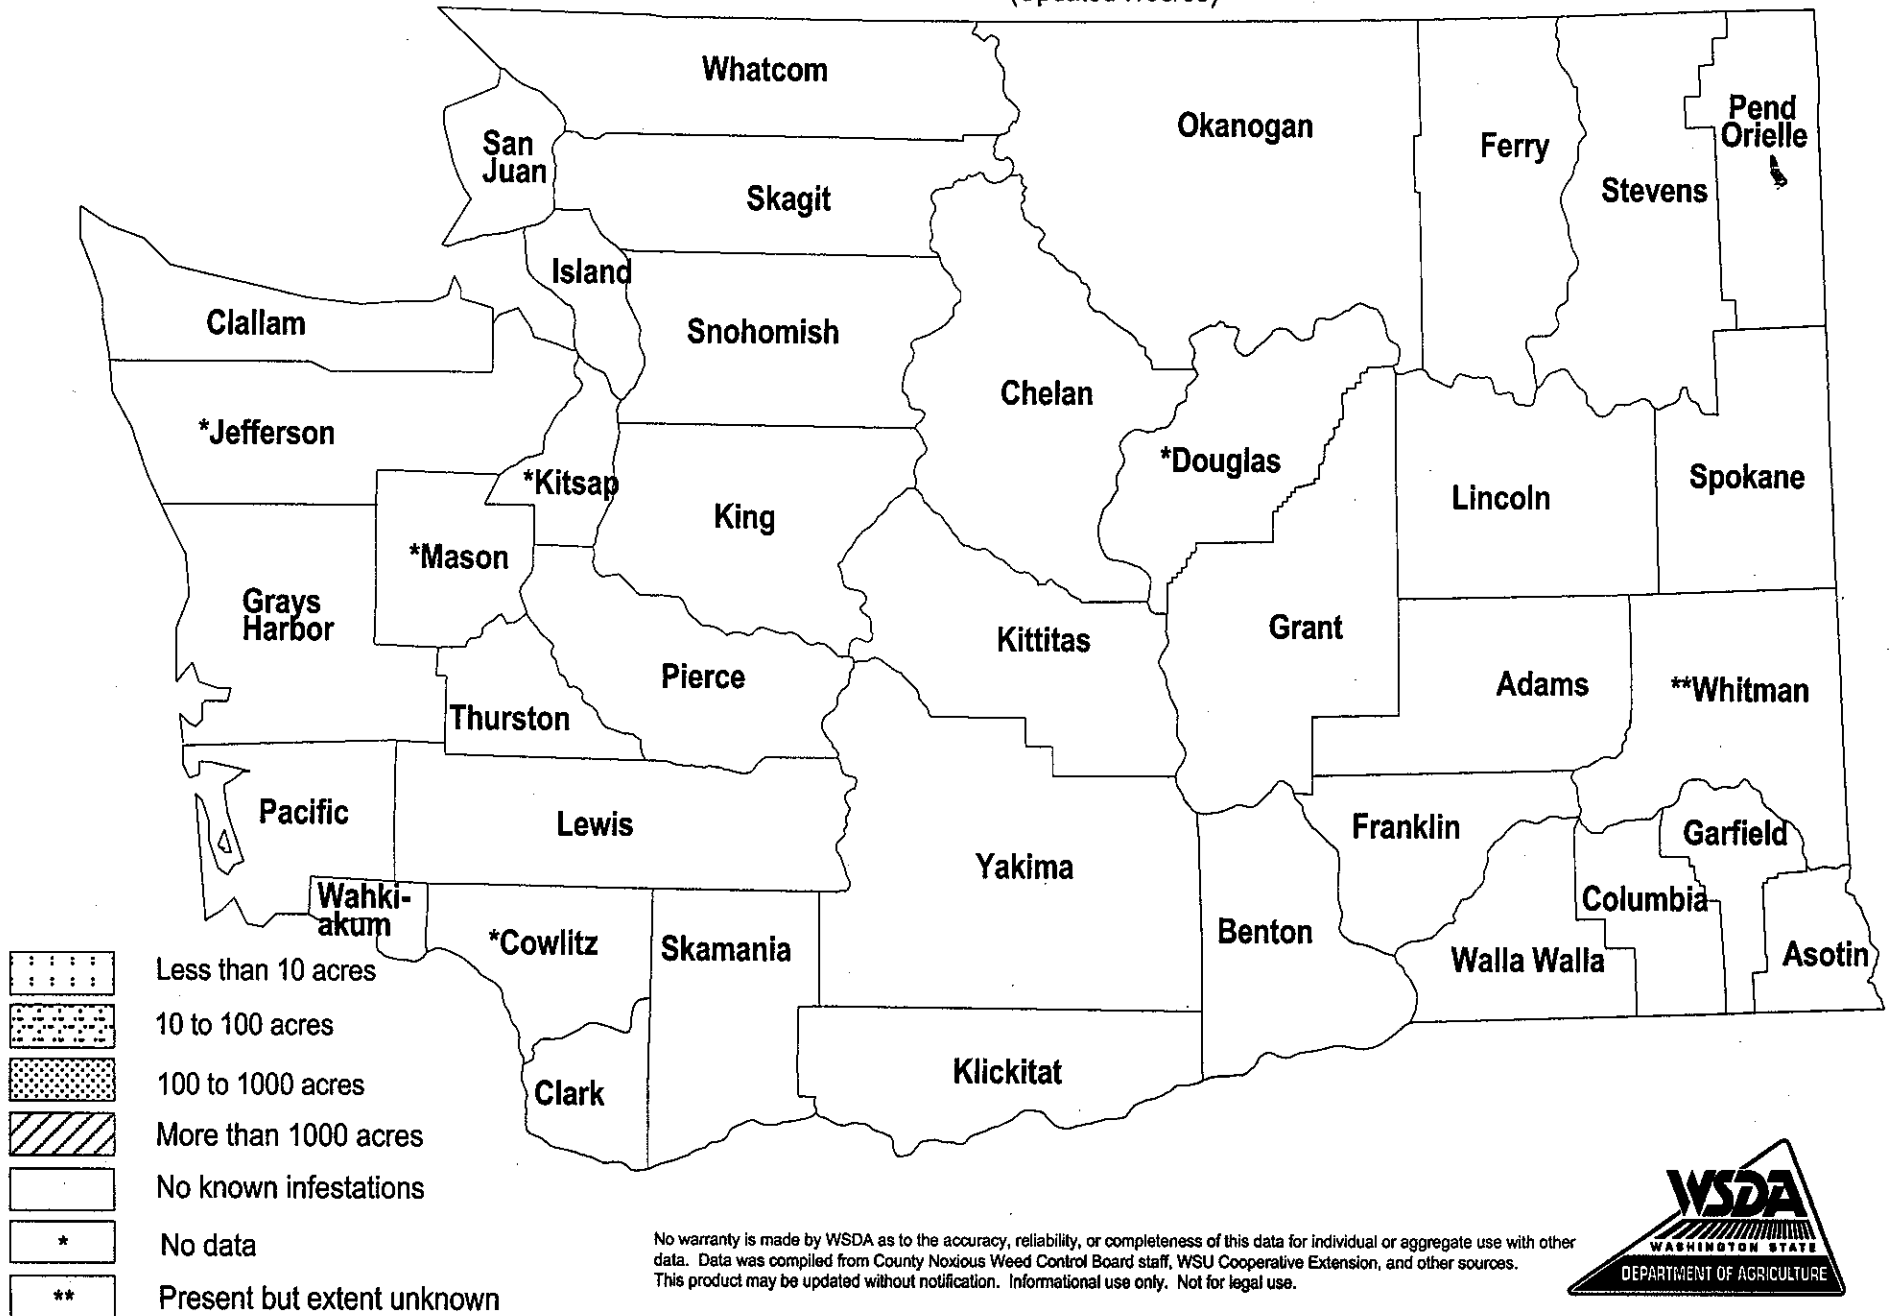 Whatcom
San
Juan
Skagit
Okanogan
Ferry
Stevens
Pend
Orielle
Island
Clallam
Snohomish
Chelan
*Jefferson
*Kitsap
King
*Douglas
Lincoln
Spokane
*Mason
Grays
Harbor
Kittitas
Grant
Pierce
Thurston
Adams
**Whitman
Pacific
Lewis
Yakima
Franklin
Garfield
Wahki-
akum
*Cowlitz
Skamania
Benton
Columbia
Walla Walla
Asotin
Clark
Klickitat
Less than 10 acres
10 to 100 acres
100 to 1000 acres
More than 1000 acres
No known infestations
* No data
** Present but extent unknown
No warranty is made by WSDA as to the accuracy, reliability, or completeness of this data for individual or aggregate use with other
data. Data was compiled from County Noxious Weed Control Board staff, WSU Cooperative Extension, and other sources.
This product may be updated without notification. Informational use only. Not for legal use.
WSDA
WASHINGTON STATE
DEPARTMENT OF AGRICULTURE